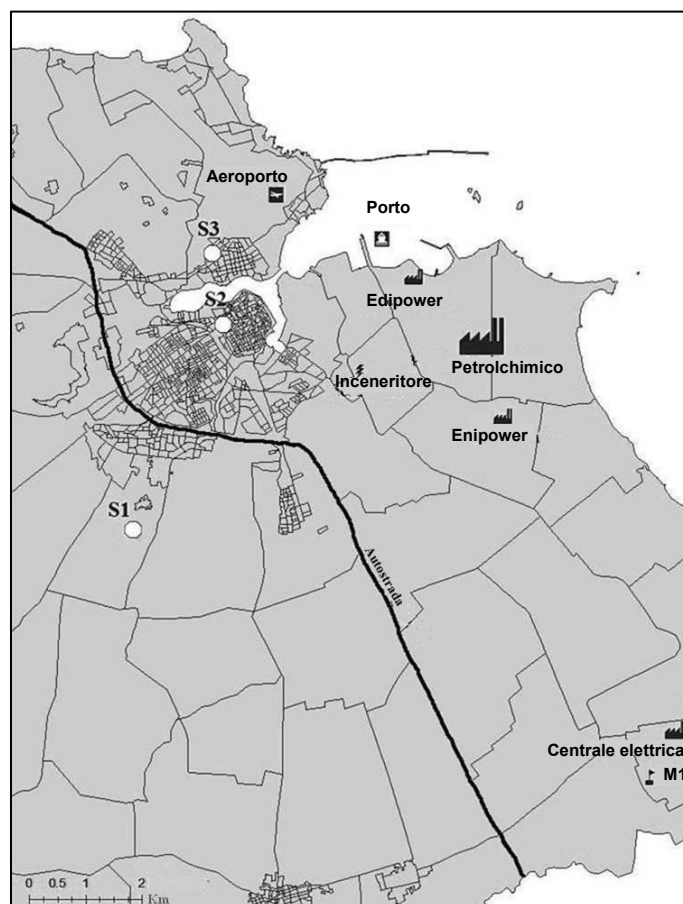 Aeroporto
Porto
S3
Edipower
S2
Petrolchimico
Inceneritore
Enipower
S1
Autostrada
Centrale elettrica
M1
0 0.5 1 2
Km